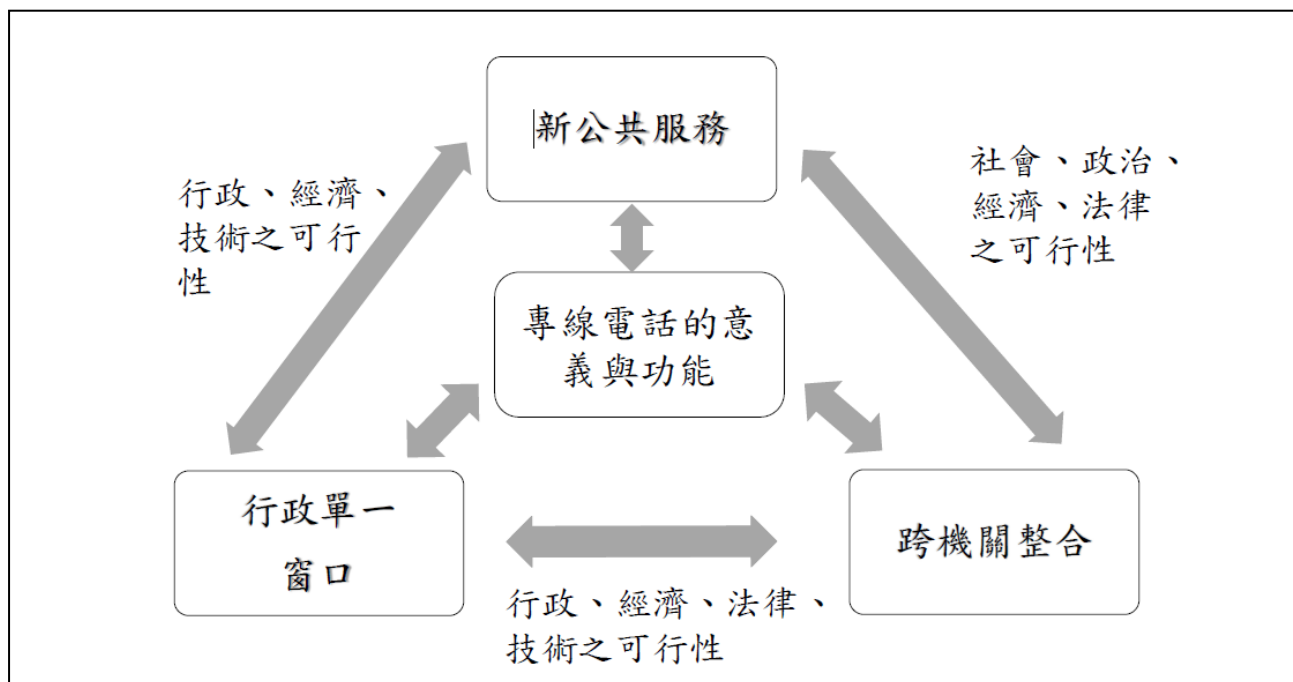 新公共服務
行政、經濟、
技術之可行
性
社會、政治、
經濟、法律
之可行性
專線電話的意
義與功能
行政單一
窗口
跨機關整合
行政、經濟、法律、
技術之可行性